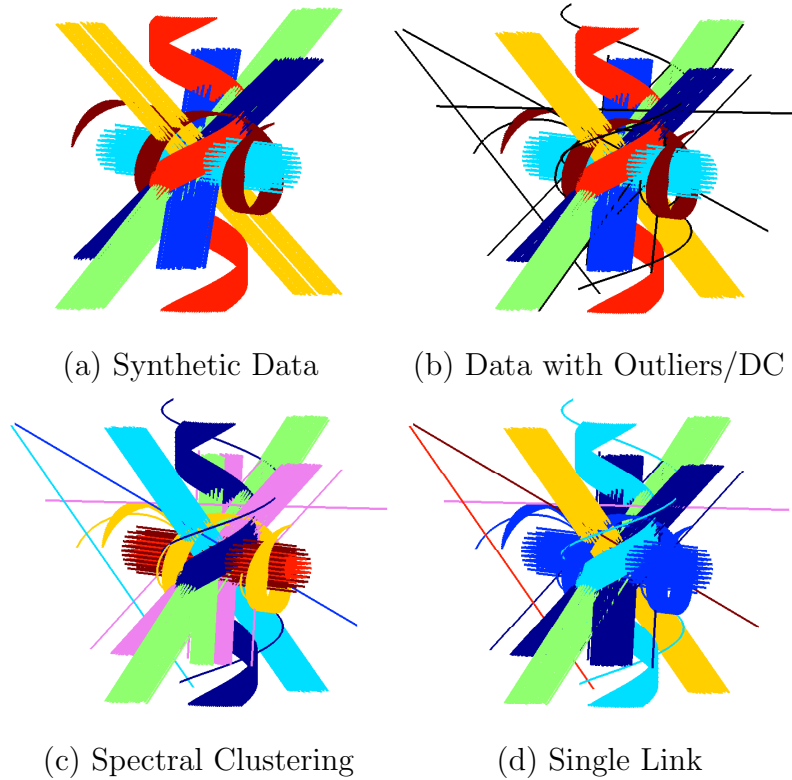 (a) Synthetic Data
(b) Data with Outliers/DC
(c) Spectral Clustering
(d) Single Link